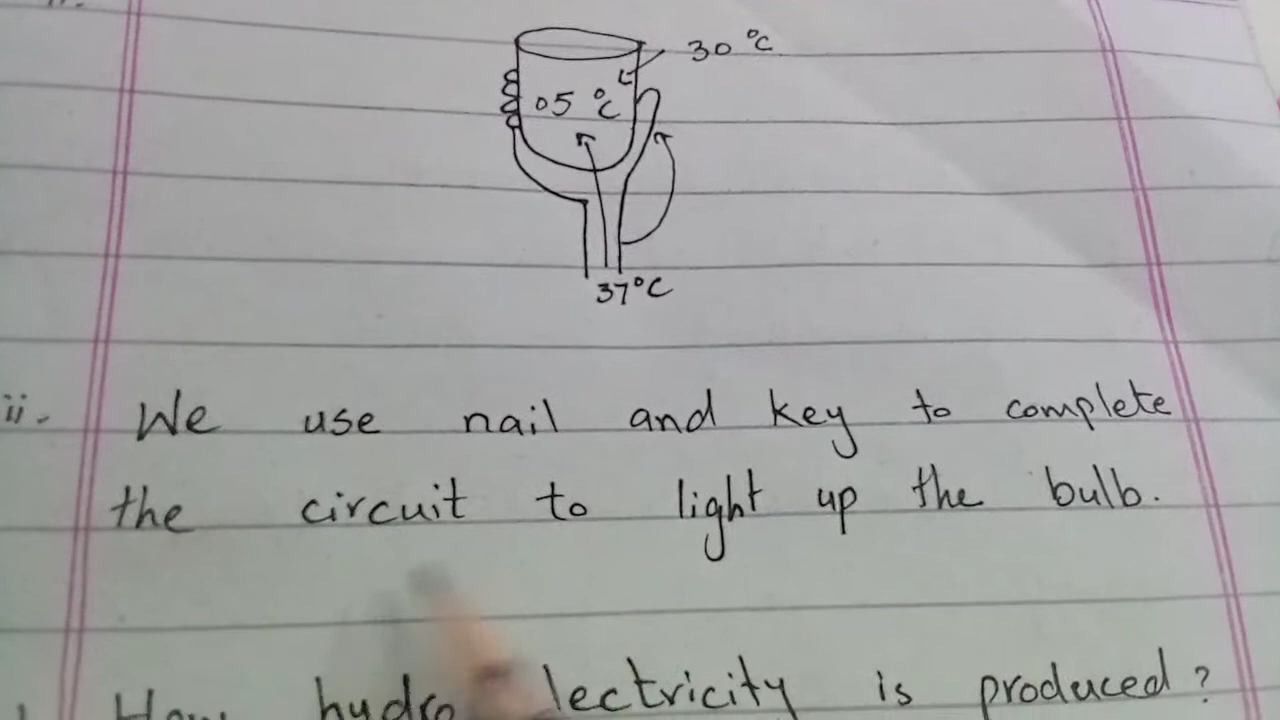 30 °C
05 °C
37°C
ii. We use nail and key to complete
the circuit to light up the bulb.
How hydro lectricity is produced?